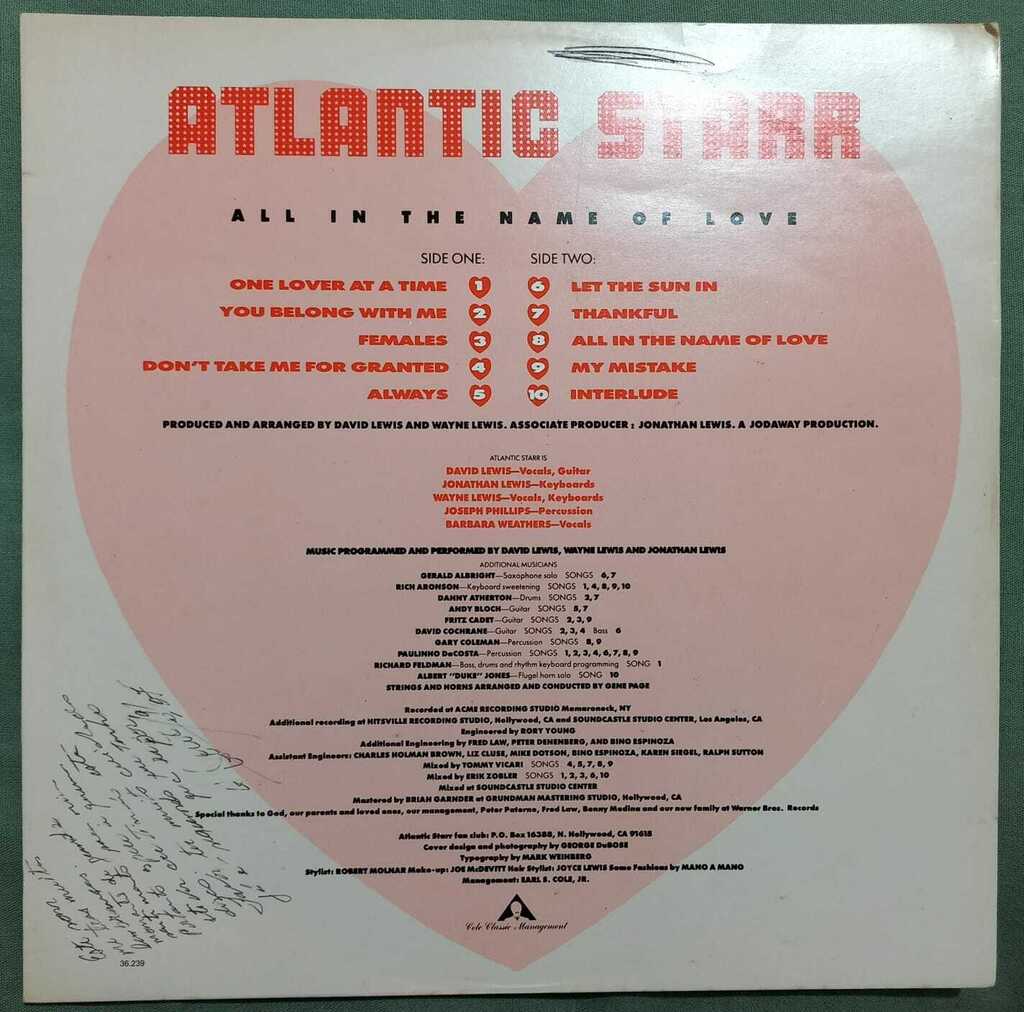 ATLANTIC STARR
ALL IN THE NAME OF LOVE
SIDE ONE:
ONE LOVER AT A TIME 1
YOU BELONG WITH ME 2
FEMALES 3
DON'T TAKE ME FOR GRANTED 4
ALWAYS 5
SIDE TWO:
6 LET THE SUN IN
7 THANKFUL
8 ALL IN THE NAME OF LOVE
9 MY MISTAKE
10 INTERLUDE
PRODUCED AND ARRANGED BY DAVID LEWIS AND WAYNE LEWIS. ASSOCIATE PRODUCER: JONATHAN LEWIS. A JODAWAY PRODUCTION.
ATLANTIC STARR IS
DAVID LEWIS—Vocals, Guitar
JONATHAN LEWIS—Keyboards
WAYNE LEWIS—Vocals, Keyboards
JOSEPH PHILLIPS—Percussion
BARBARA WEATHERS—Vocals
MUSIC PROGRAMMED AND PERFORMED BY DAVID LEWIS, WAYNE LEWIS AND JONATHAN LEWIS
ADDITIONAL MUSICIANS
GERALD ALBRIGHT—Saxophone solo SONGS 6, 7
RICH ARONSON—Keyboard sweetening SONGS 1, 4, 8, 9, 10
DANNY ATHERTON—Drums SONGS 2, 7
ANDY BLOCH—Guitar SONGS 5, 7
FRITZ CADET—Guitar SONGS 2, 3, 9
DAVID COCHRANE—Guitar SONGS 2, 3, 4 Bass 6
GARY COLEMAN—Percussion SONGS 8, 9
PAULINHO DaCOSTA—Percussion SONGS 1, 2, 3, 4, 6, 7, 8, 9
RICHARD FELDMAN—Bass, drums and rhythm keyboard programming SONG 1
ALBERT "DUKE" JONES—Flugel horn solo SONG 10
STRINGS AND HORNS ARRANGED AND CONDUCTED BY GENE PAGE
Recorded at ACME RECORDING STUDIO Mamaroneck, NY
Additional recording at HITSVILLE RECORDING STUDIO, Hollywood, CA and SOUNDCASTLE STUDIO CENTER, Los Angeles, CA
Engineered by RORY YOUNG
Additional Engineering by FRED LAW, PETER DENENBERG, AND BINO ESPINOZA
Assistant Engineers: CHARLES HOLMAN BROWN, LIZ CLUSE, MIKE DOTSON, BINO ESPINOZA, KAREN SIEGEL, RALPH SUTTON
Mixed by TOMMY VICARI SONGS 4, 5, 7, 8, 9
Mixed by ERIK ZOBLER SONGS 1, 2, 3, 6, 10
Mixed at SOUNDCASTLE STUDIO CENTER
Mastered by BRIAN GARNDER at GRUNDMAN MASTERING STUDIO, Hollywood, CA
Special thanks to God, our parents and loved ones, our management, Peter Paterno, Fred Law, Benny Medina and our new family at Warner Bros. Records
Atlantic Starr fan club: P.O. Box 16388, N. Hollywood, CA 91615
Cover design and photography by GEORGE DuBOSE
Typography by MARK WEINBERG
Stylist: ROBERT MOLNAR Make-up: JOE McDEVITT Hair Stylist: JOYCE LEWIS Some Fashions by MANO A MANO
Management: EARL S. COLE, JR.
Cole Classic Management
36.239